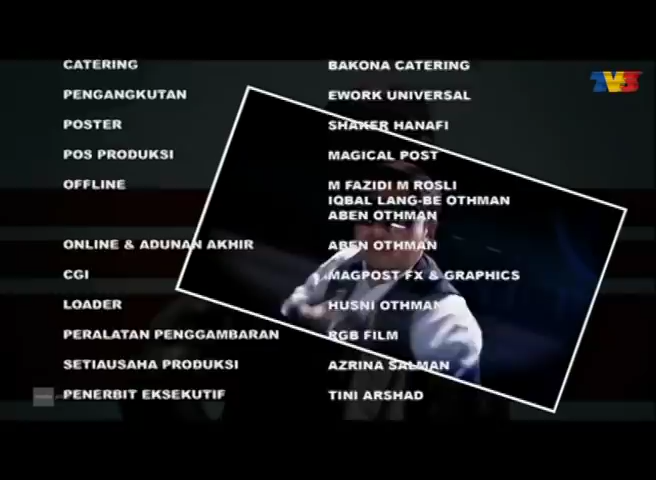 CATERING BAKONA CATERING
TV3
PENGANGKUTAN EWORK UNIVERSAL
POSTER SHAKER HANAFI
POS PRODUKSI MAGICAL POST
OFFLINE M FAZIDI M ROSLI
IQBAL LANG-BE OTHMAN
ABEN OTHMAN
ONLINE & ADUNAN AKHIR ABEN OTHMAN
CGI MAGPOST FX & GRAPHICS
LOADER HUSNI OTHMAN
PERALATAN PENGGAMBARAN RGB FILM
SETIAUSAHA PRODUKSI AZRINA SALMAN
PENERBIT EKSEKUTIF TINI ARSHAD